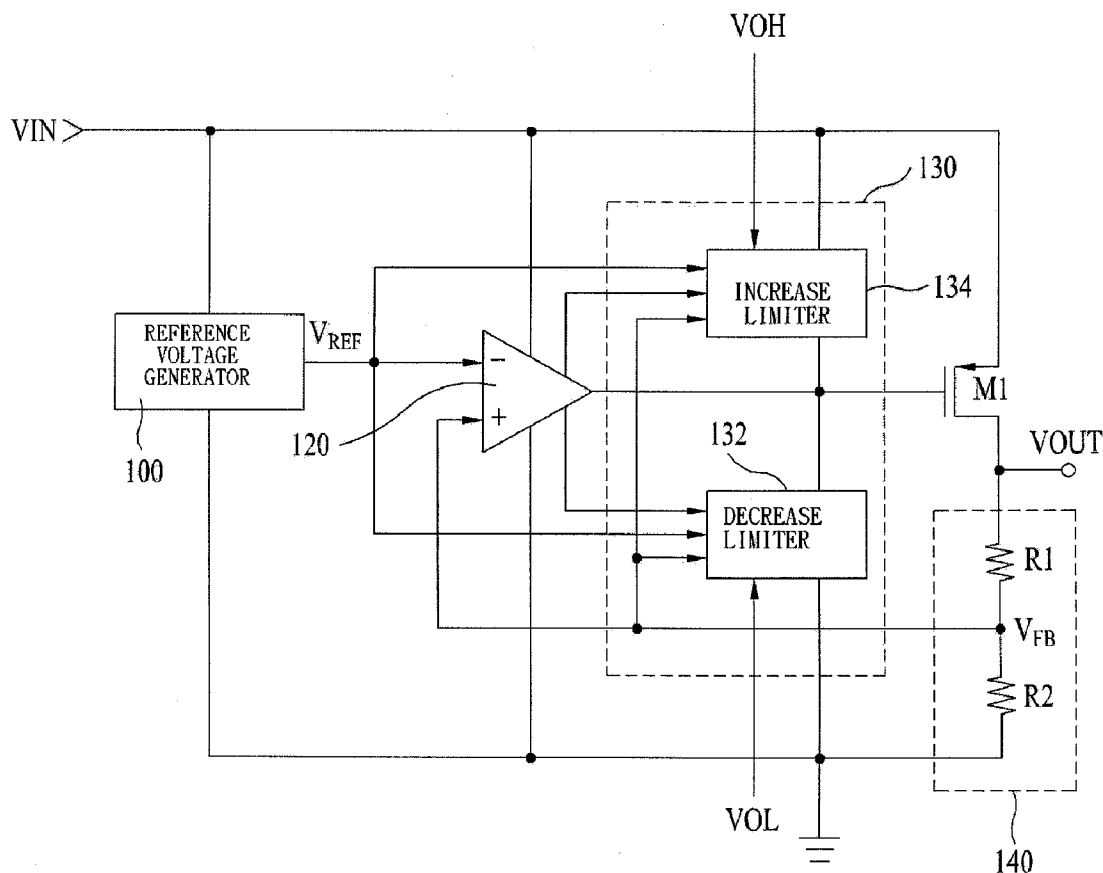 VOH
VIN
130
INCREASE
LIMITER
134
REFERENCE
VOLTAGE
GENERATOR
VREF
−
+
120
100
M1
132
VOUT
DECREASE
LIMITER
R1
VFB
R2
VOL
140